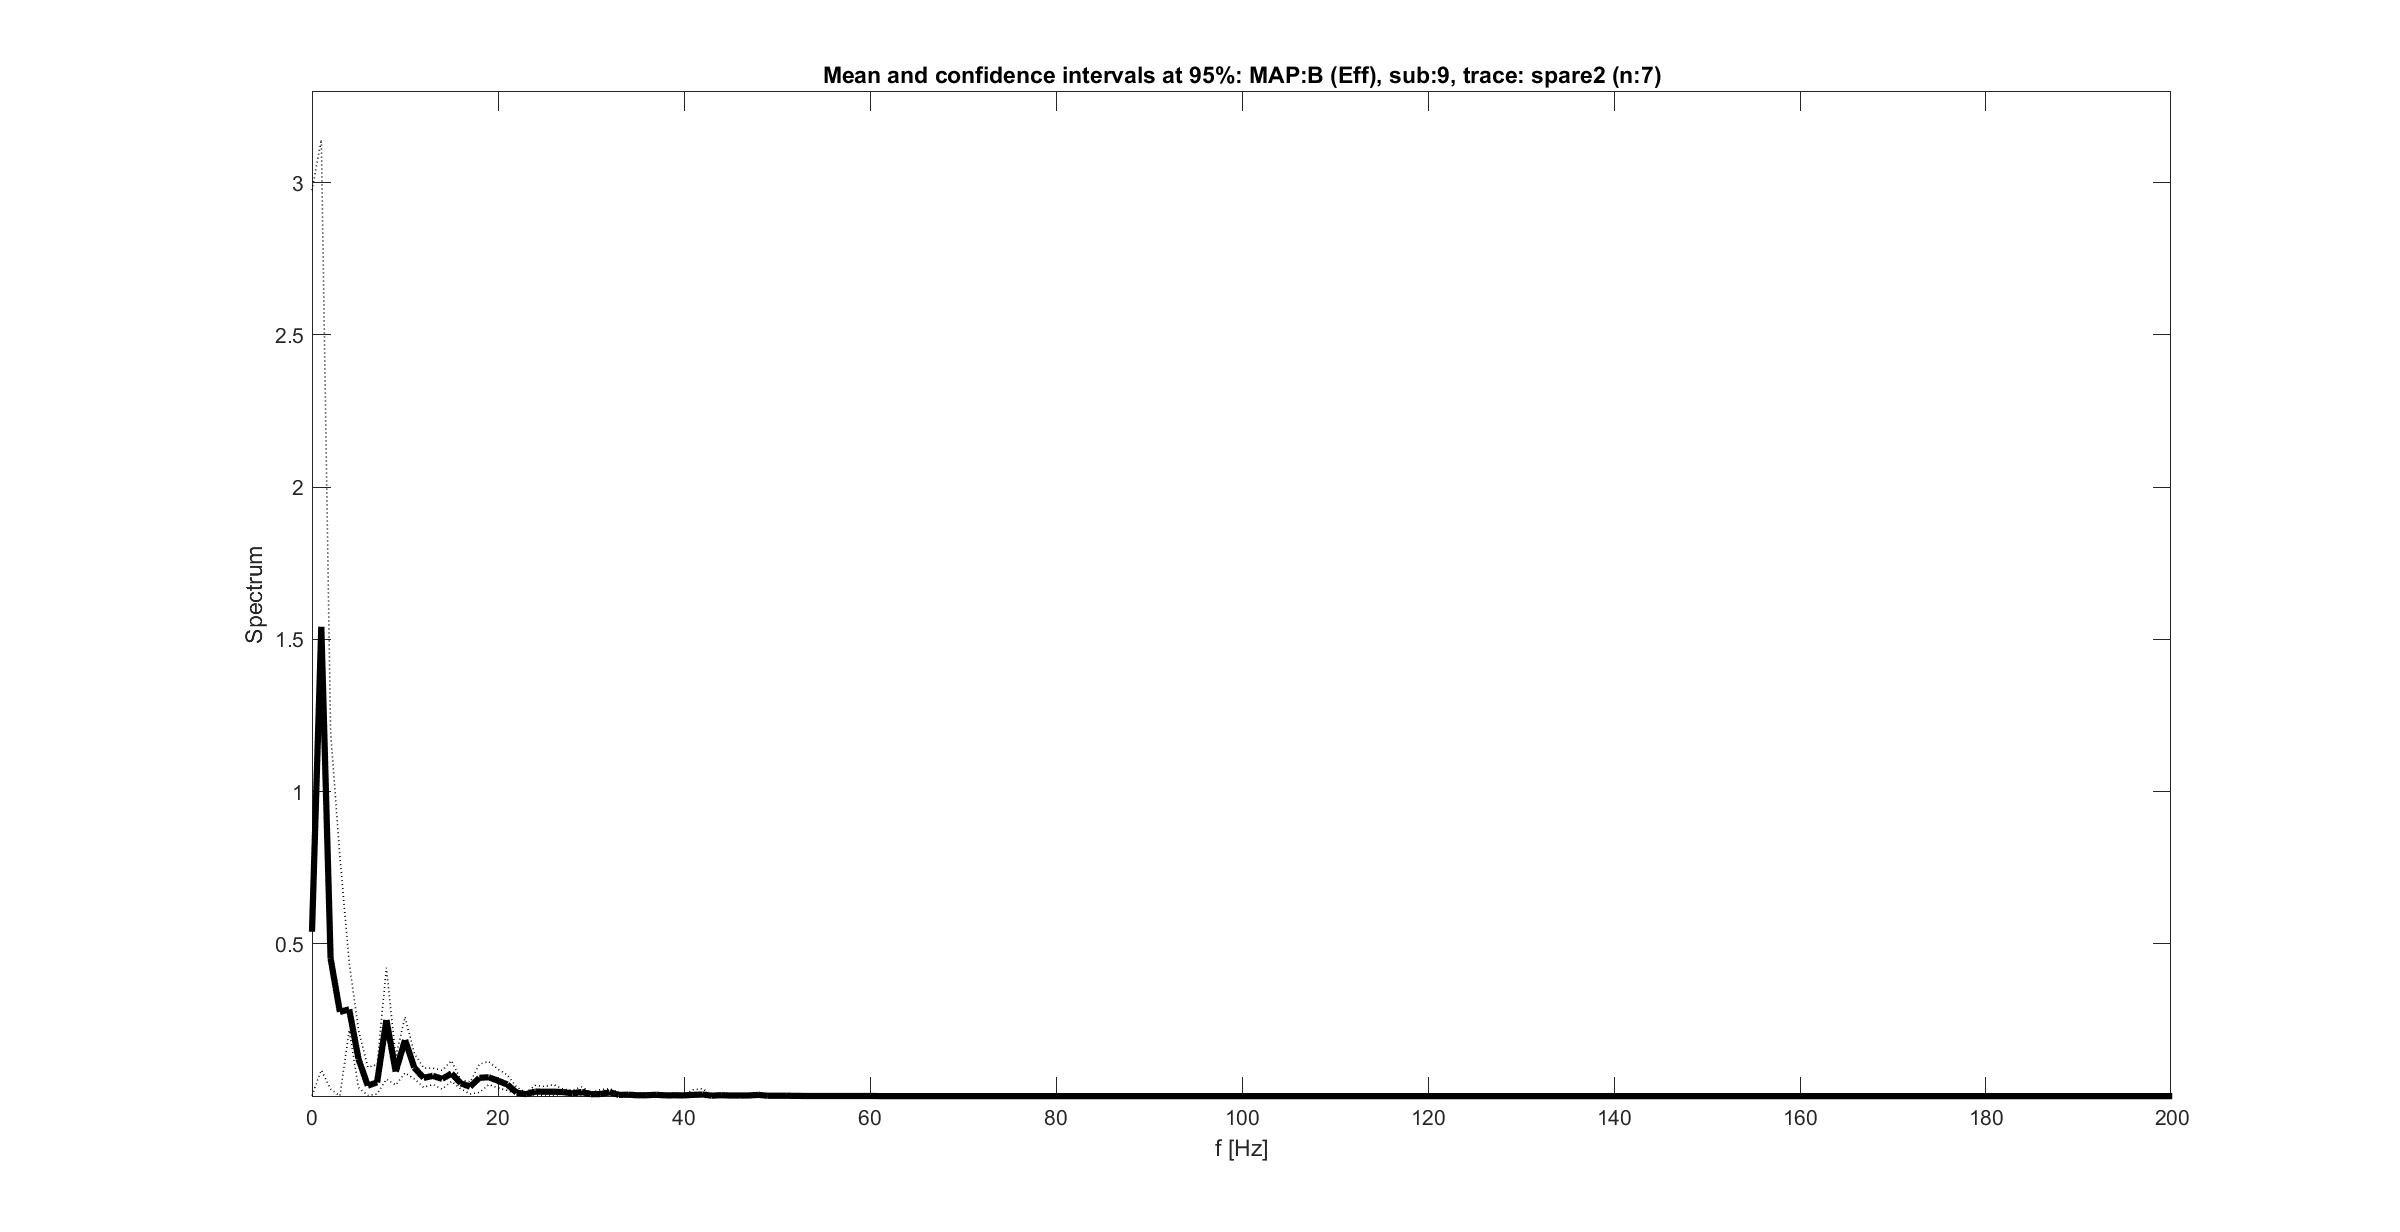 Mean and confidence intervals at 95%: MAP:B (Eff), sub:9, trace: spare2 (n:7)
3
2.5
2
1.5
1
0.5
Spectrum
0 20 40 60 80 100 120 140 160 180 200
f [Hz]